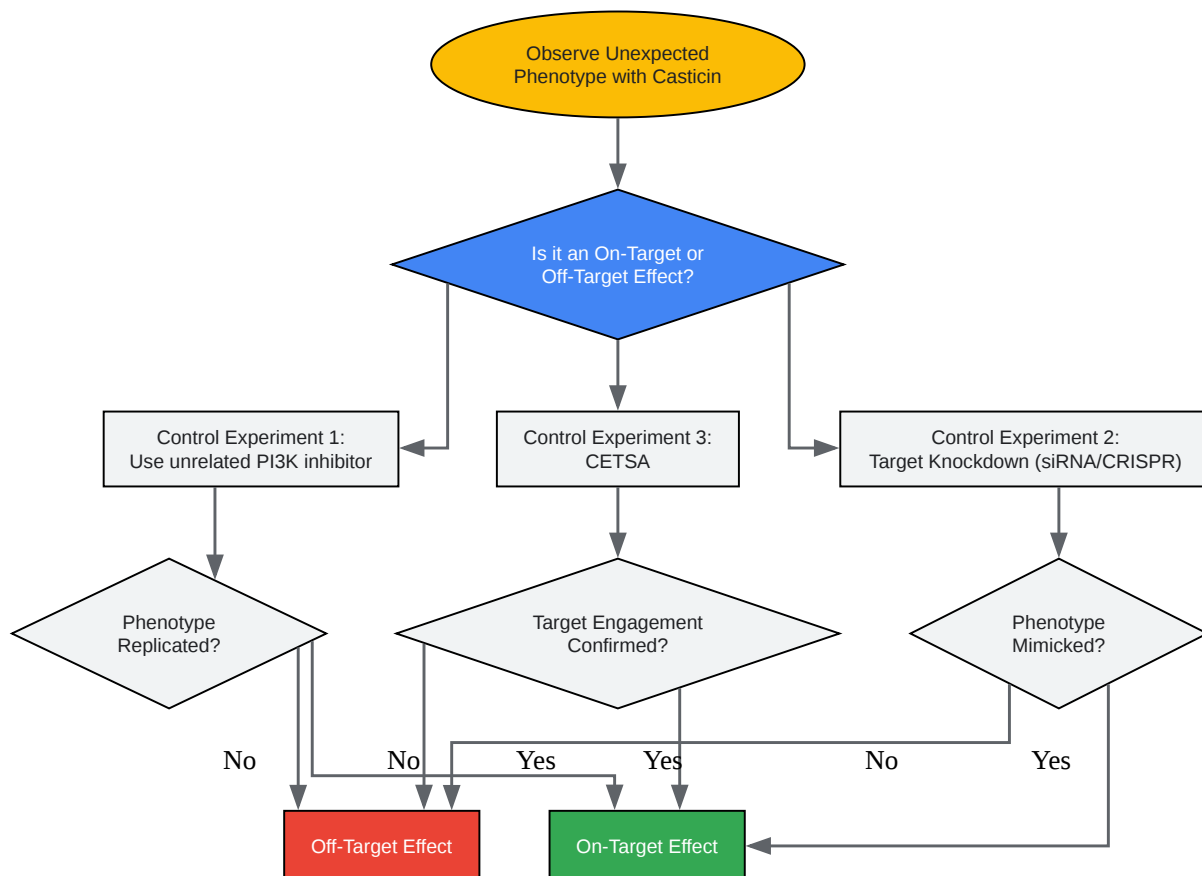 Observe Unexpected
Phenotype with Casticin
Is it an On-Target or
Off-Target Effect?
Control Experiment 1:
Use unrelated PI3K inhibitor
Control Experiment 3:
CETSA
Control Experiment 2:
Target Knockdown (siRNA/CRISPR)
Phenotype
Replicated?
Target Engagement
Confirmed?
Phenotype
Mimicked?
No
No
Yes
Yes
No
Yes
Off-Target Effect
On-Target Effect